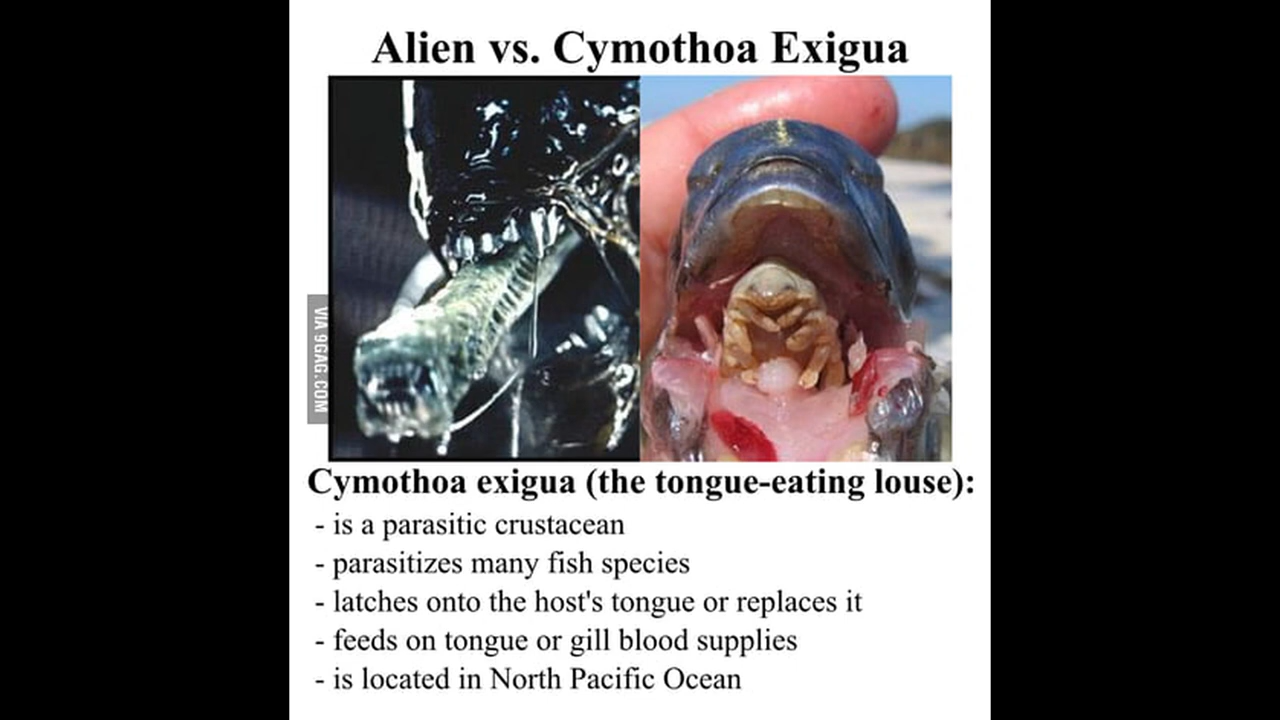 Alien vs. Cymothoa Exigua
VIA 9GAG.COM
Cymothoa exigua (the tongue-eating louse):
- is a parasitic crustacean
- parasitizes many fish species
- latches onto the host's tongue or replaces it
- feeds on tongue or gill blood supplies
- is located in North Pacific Ocean